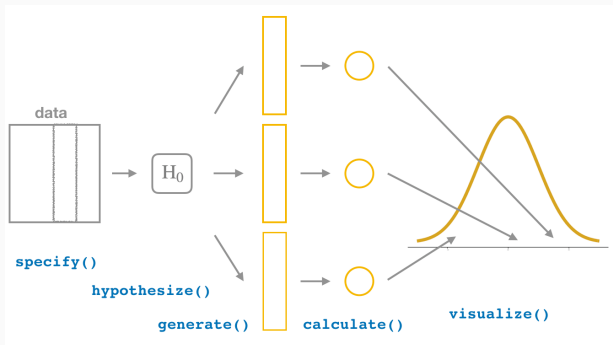 data
H₀
specify()
hypothesize()
generate()
calculate()
visualize()